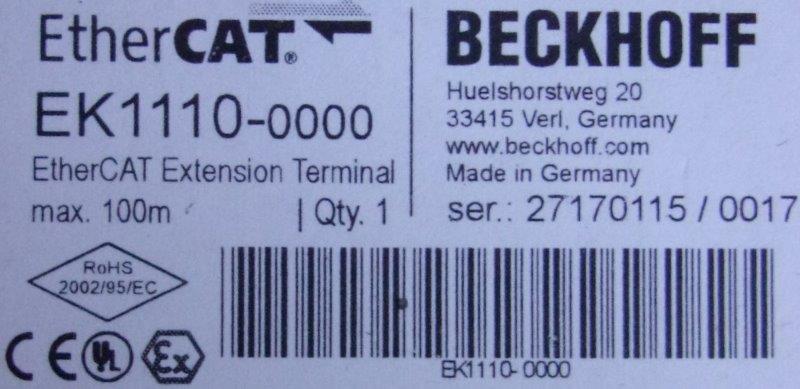 EtherCAT®
EK1110-0000
EtherCAT Extension Terminal
max. 100m | Qty. 1
BECKHOFF
Huelshorstweg 20
33415 Verl, Germany
www.beckhoff.com
Made in Germany
ser.: 27170115 / 0017
RoHS
2002/95/EC
CE UL Ex
EK1110-0000